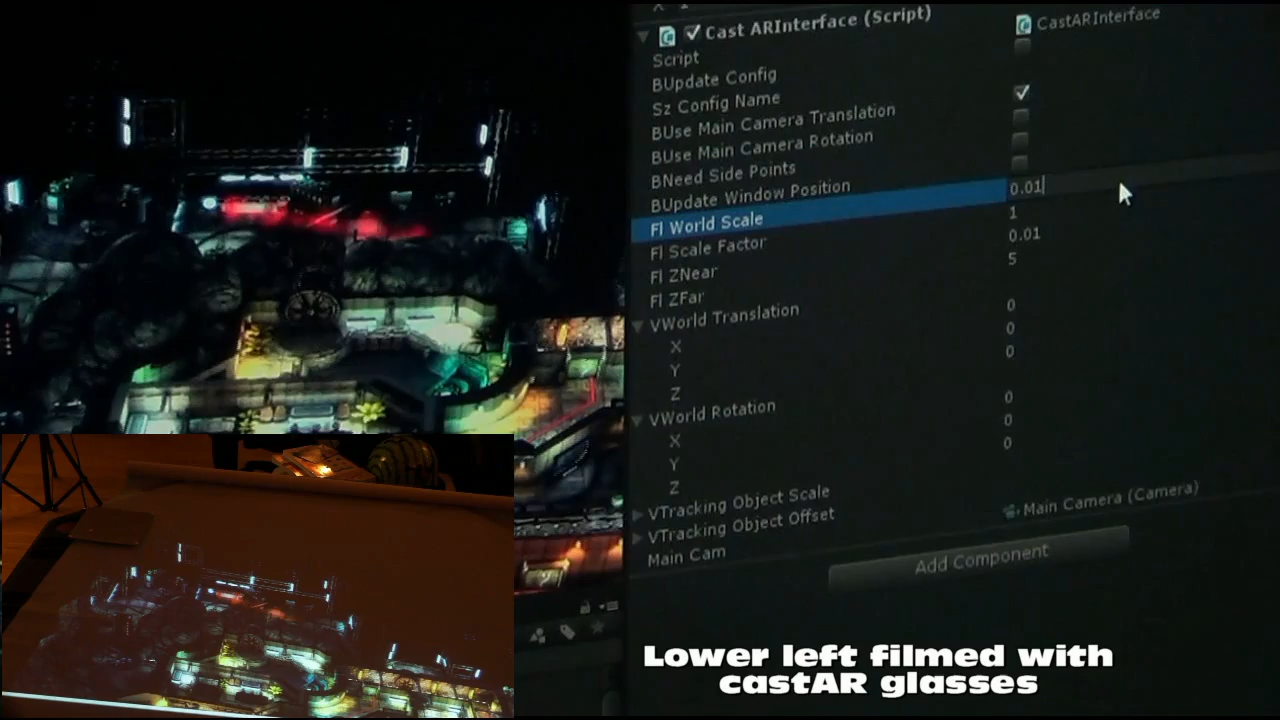 Cast ARInterface (Script)
Script
CastARInterface
BUpdate Config
Sz Config Name
BUse Main Camera Translation
BUse Main Camera Rotation
BNeed Side Points
BUpdate Window Position
Fl World Scale
0.01
Fl Scale Factor
1
Fl ZNear
0.01
Fl ZFar
5
VWorld Translation
X
0
Y
0
Z
0
VWorld Rotation
X
0
Y
0
Z
0
VTracking Object Scale
VTracking Object Offset
Main Cam
Main Camera (Camera)
Add Component
Lower left filmed with
castAR glasses